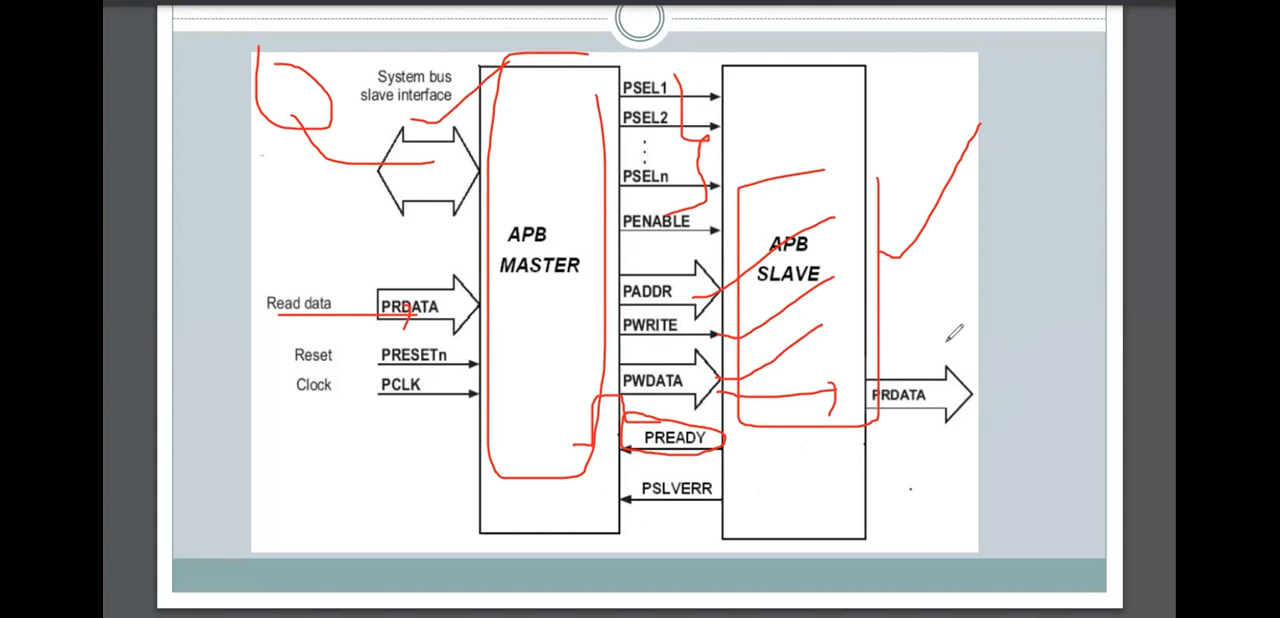 System bus
slave interface
PSEL1
PSEL2
PSELn
PENABLE
APB
MASTER
APB
SLAVE
PADDR
Read data
PRDATA
PWRITE
Reset
PRESETn
Clock
PCLK
PWDATA
PRDATA
PREADY
PSLVERR